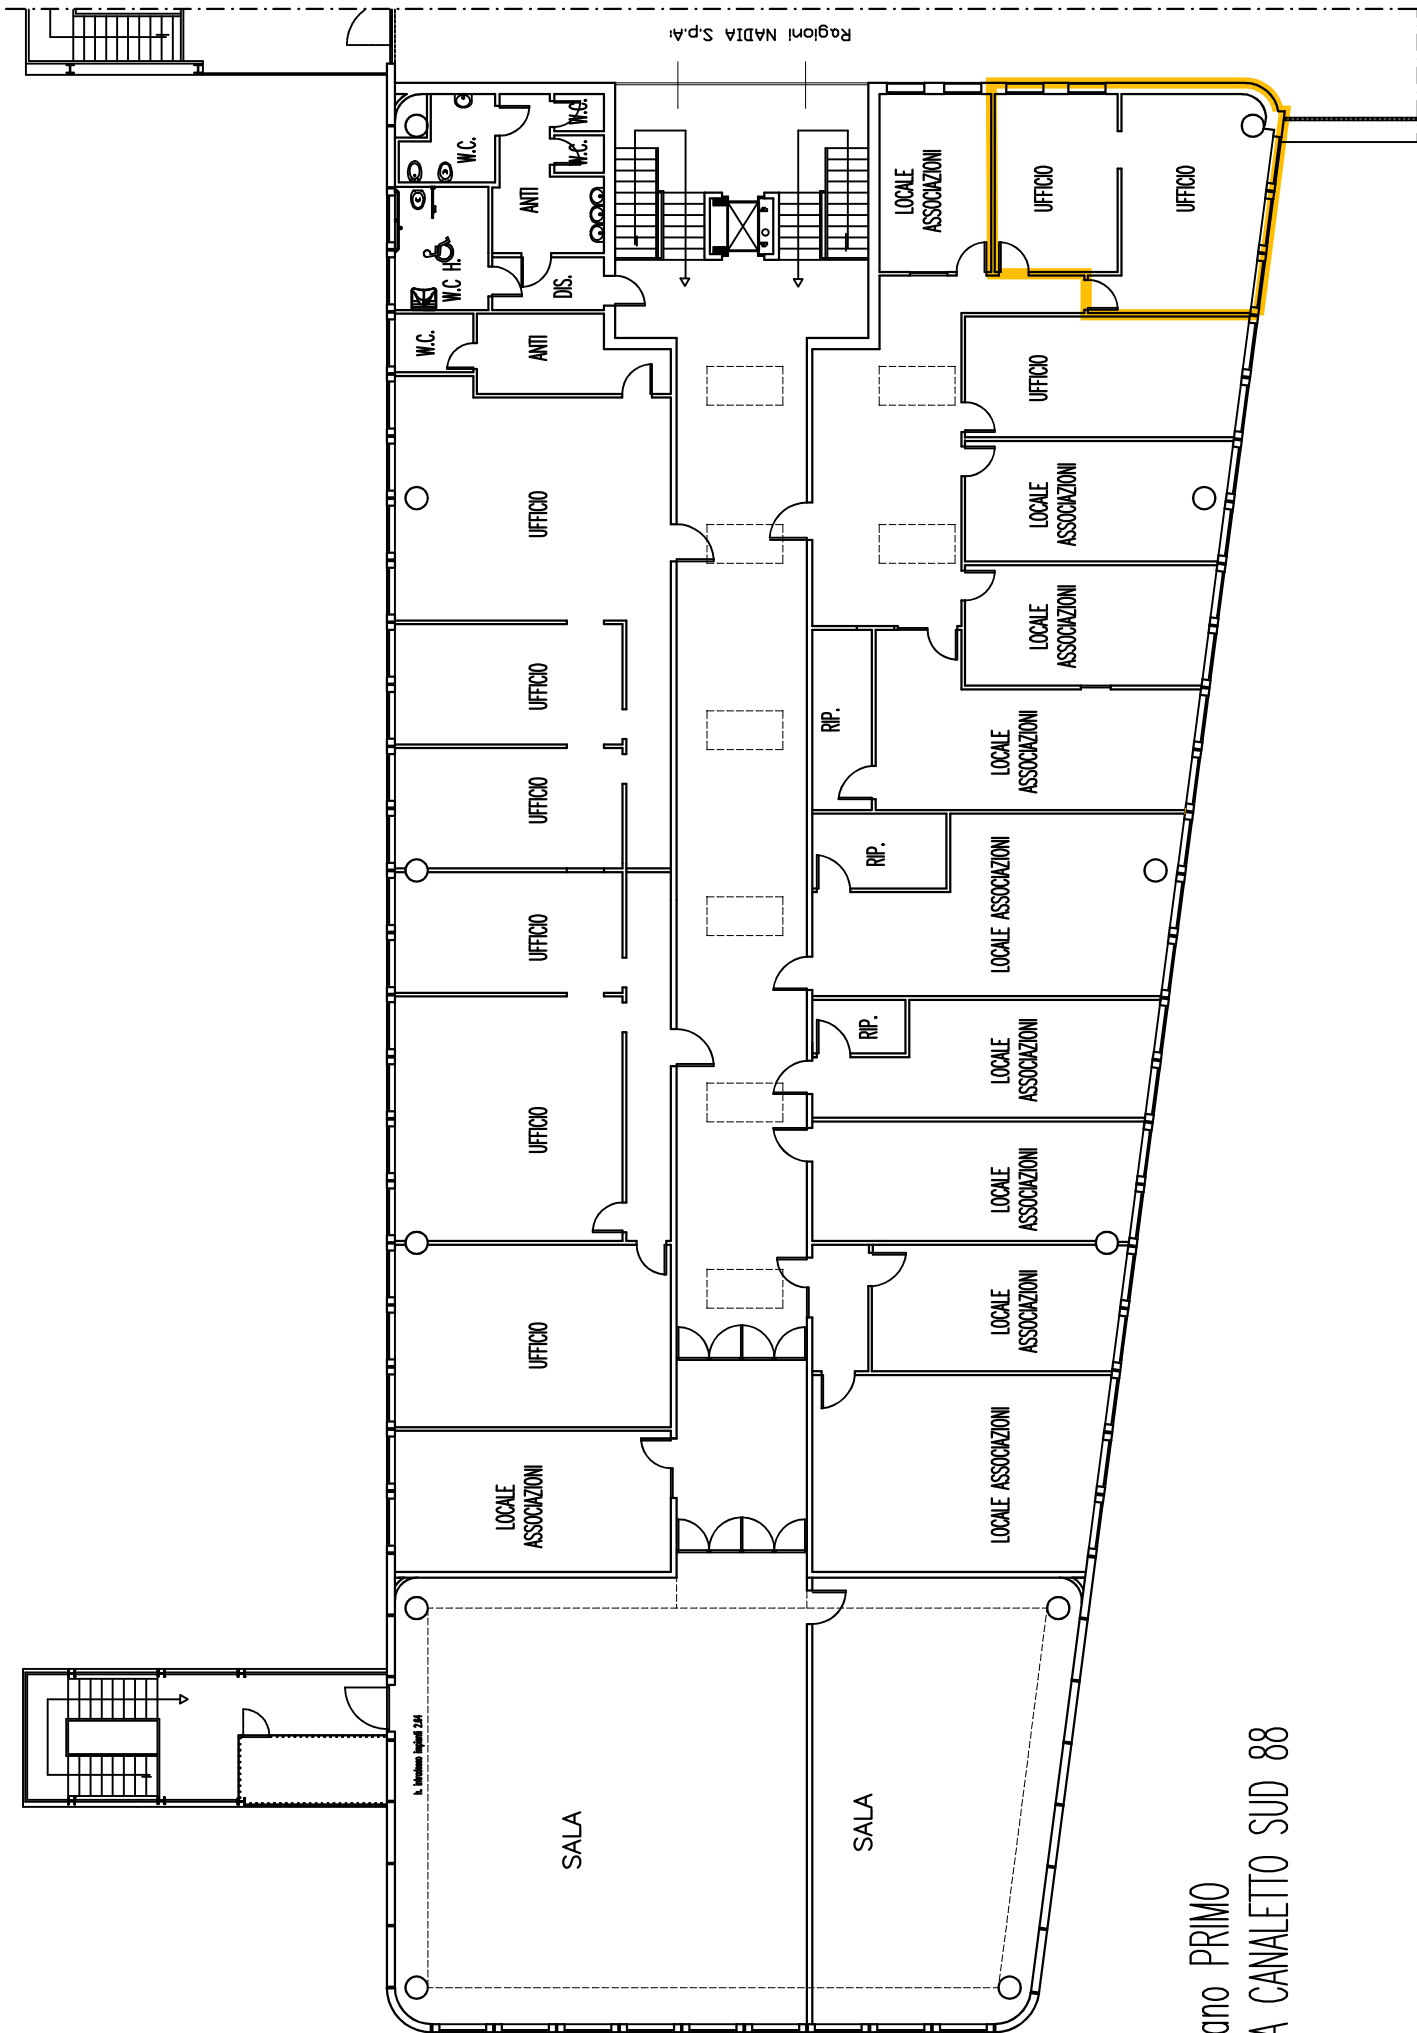 Ragioni NADIA S.p.A.
W.C.
W.C.
W.C.
ANTI
W.C H.
DIS.
W.C.
ANTI
LOCALE
ASSOCIAZIONI
UFFICIO
UFFICIO
UFFICIO
UFFICIO
LOCALE
ASSOCIAZIONI
LOCALE
ASSOCIAZIONI
UFFICIO
RIP.
LOCALE
ASSOCIAZIONI
UFFICIO
RIP.
LOCALE ASSOCIAZIONI
UFFICIO
RIP.
LOCALE
ASSOCIAZIONI
UFFICIO
LOCALE
ASSOCIAZIONI
UFFICIO
LOCALE
ASSOCIAZIONI
LOCALE
ASSOCIAZIONI
LOCALE ASSOCIAZIONI
SALA
SALA
ano PRIMO
A CANALETTO SUD 88